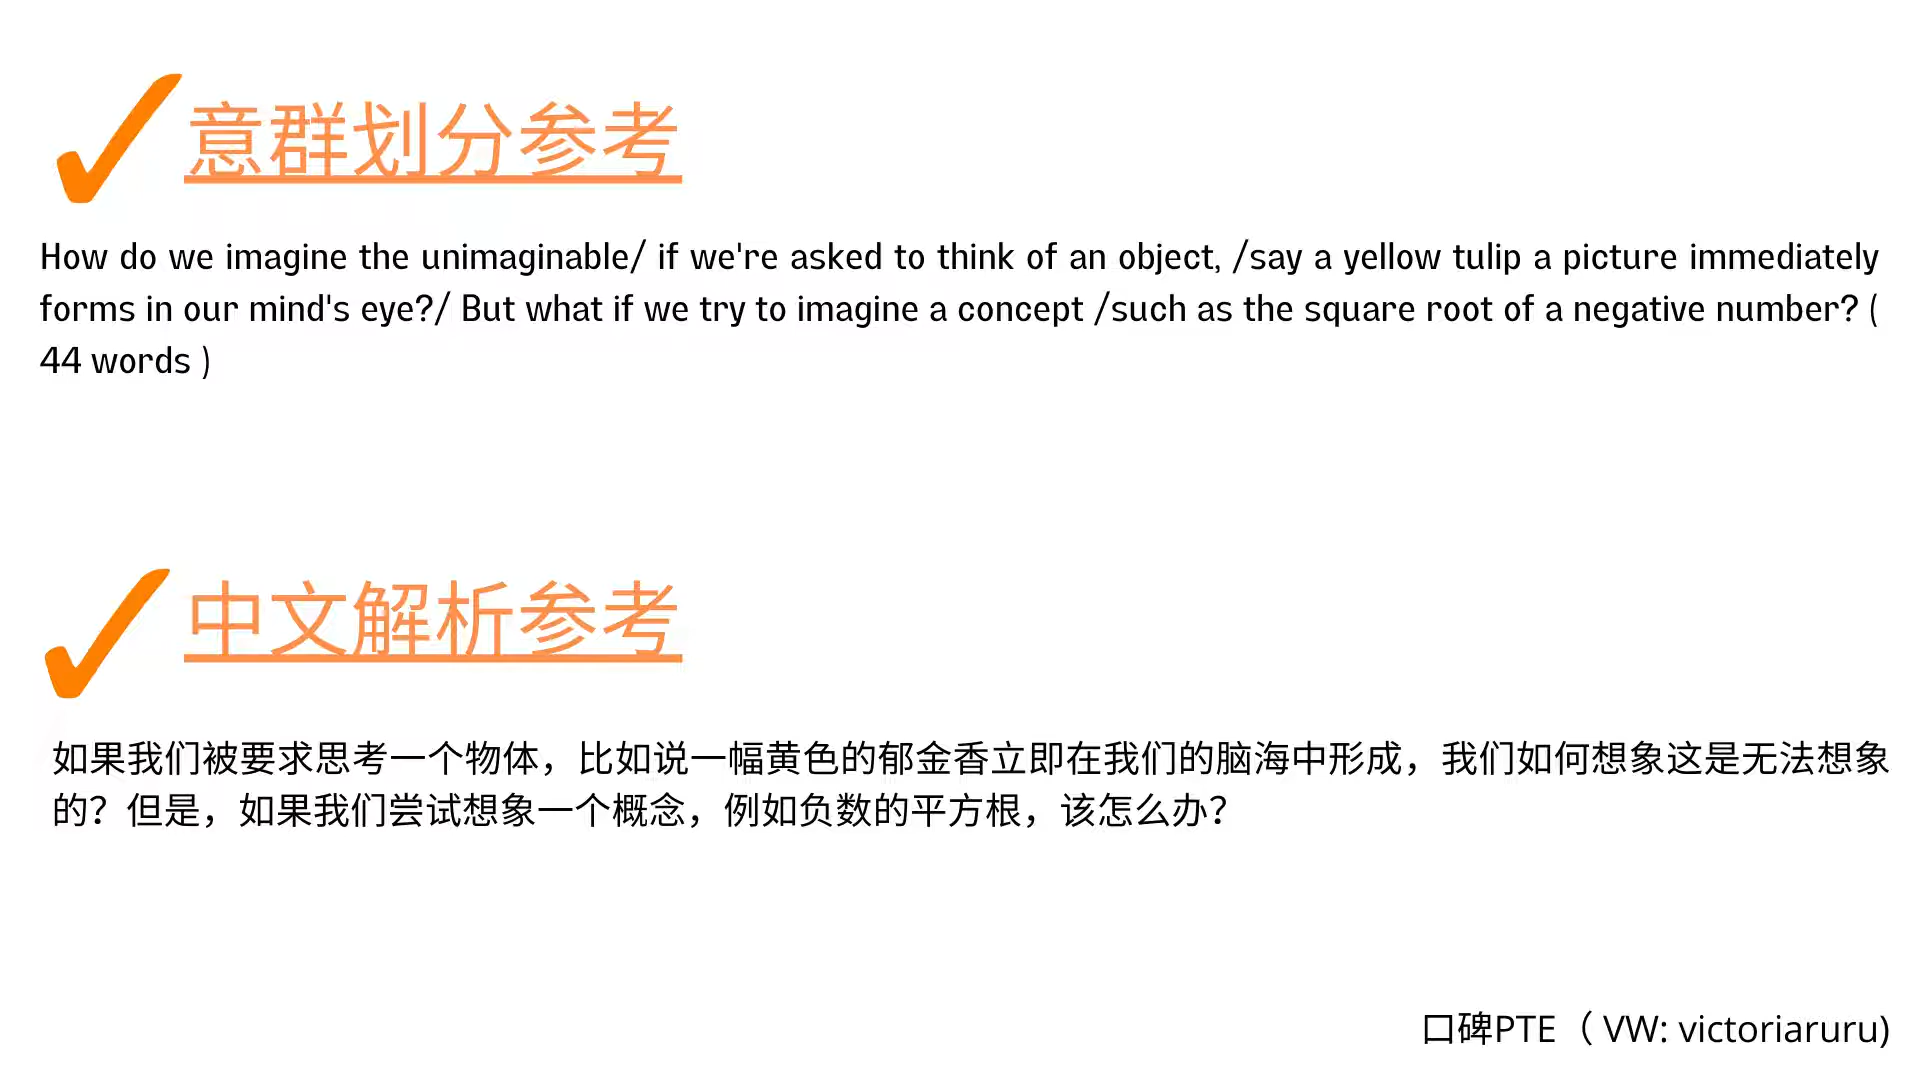 意群划分参考
How do we imagine the unimaginable/ if we're asked to think of an object, /say a yellow tulip a picture immediately
forms in our mind's eye?/ But what if we try to imagine a concept /such as the square root of a negative number? (
44 words )
中文解析参考
如果我们被要求思考一个物体，比如说一幅黄色的郁金香立即在我们的脑海中形成，我们如何想象这是无法想象
的？但是，如果我们尝试想象一个概念，例如负数的平方根，该怎么办？
口碑PTE（ VW: victoriaruru)